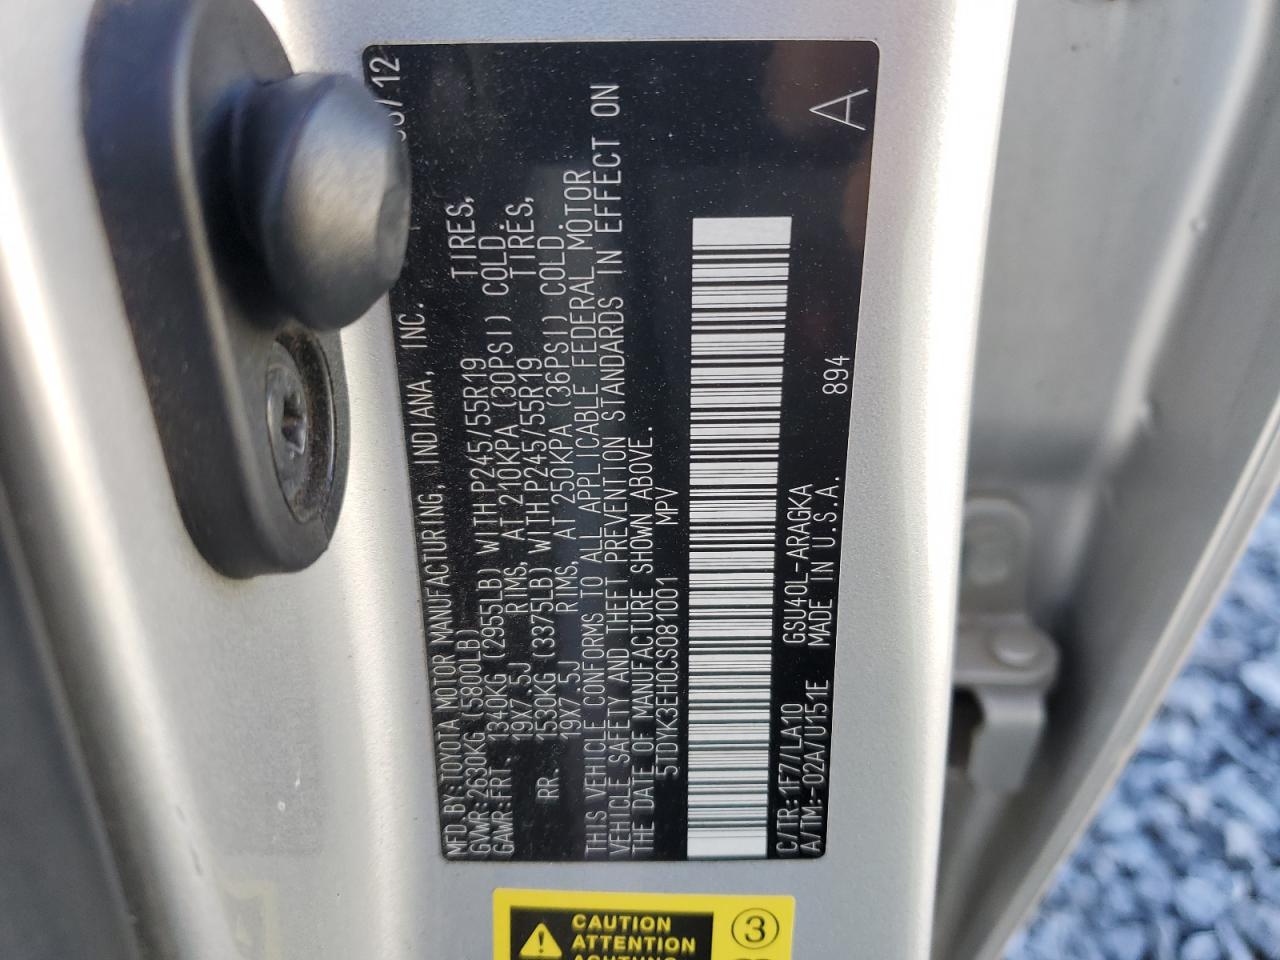 MFD.BY:TOYOTA MOTOR MANUFACTURING, INDIANA, INC. /12
GVWR:2630KG (5800LB)
GAWR:FRT. 1340KG (2955LB) WITH P245/55R19 TIRES,
19X7.5J RIMS, AT 210KPA (30PSI) COLD.
RR. 1530KG (3375LB) WITH P245/55R19 TIRES,
19X7.5J RIMS, AT 250KPA (36PSI) COLD.
THIS VEHICLE CONFORMS TO ALL APPLICABLE FEDERAL MOTOR
VEHICLE SAFETY AND THEFT PREVENTION STANDARDS IN EFFECT ON
THE DATE OF MANUFACTURE SHOWN ABOVE.
5TDYK3EH0CS081001 MPV
C/TR:1F7/LA10 GSU40L-ARAGKA 894
A/TM:-02A/U151E MADE IN U.S.A.
A
CAUTION
ATTENTION
3